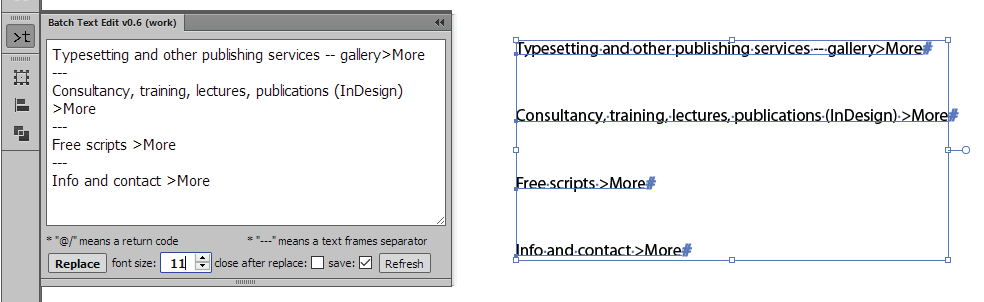 >t
Batch Text Edit v0.6 (work)
Typesetting and other publishing services -- gallery>More
---
Consultancy, training, lectures, publications (InDesign)
>More
---
Free scripts >More
---
Info and contact >More
* "@/" means a return code
* "---" means a text frames separator
Replace font size: 11 close after replace: save: Refresh
Typesetting and other publishing services -- gallery>More#
Consultancy, training, lectures, publications (InDesign) >More#
Free scripts >More#
Info and contact >More#